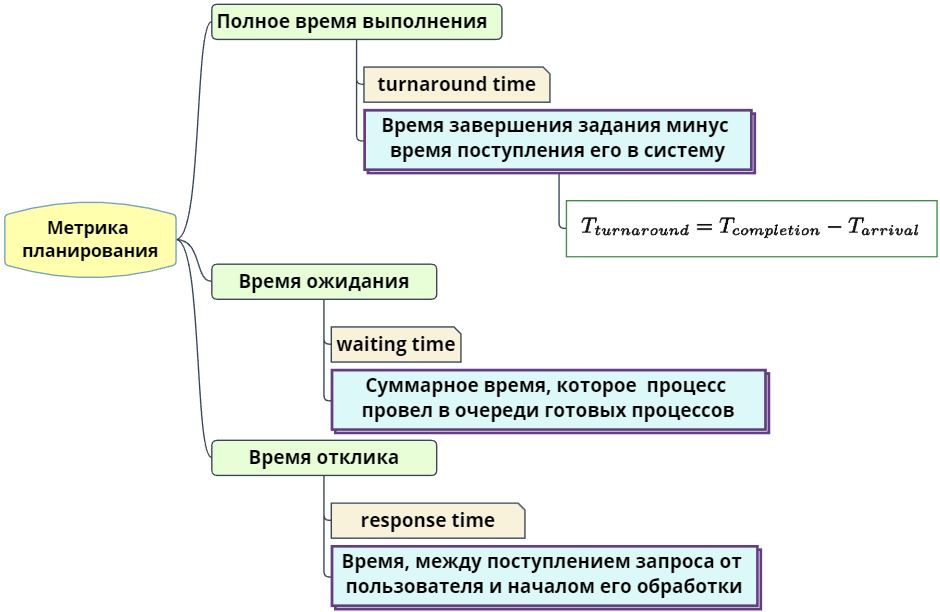 Полное время выполнения
turnaround time
Время завершения задания минус
время поступления его в систему
T_turnaround = T_completion − T_arrival
Метрика
планирования
Время ожидания
waiting time
Суммарное время, которое процесс
провел в очереди готовых процессов
Время отклика
response time
Время, между поступлением запроса от
пользователя и началом его обработки